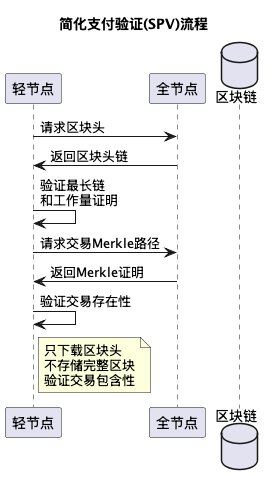 简化支付验证(SPV)流程
轻节点
全节点
区块链
请求区块头
返回区块头链
验证最长链
和工作量证明
请求交易Merkle路径
返回Merkle证明
验证交易存在性
只下载区块头
不存储完整区块
验证交易包含性
轻节点
全节点
区块链